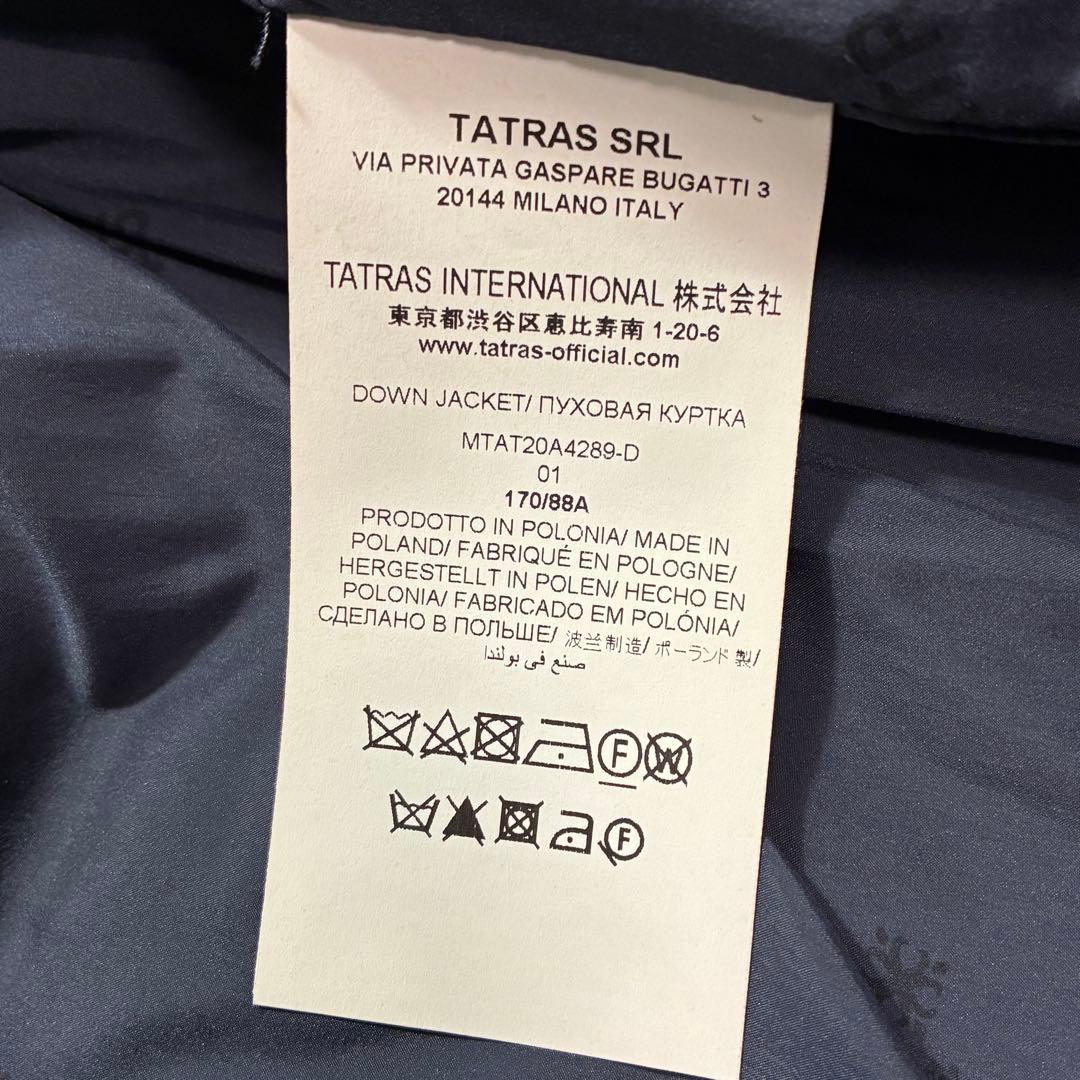 TATRAS SRL
VIA PRIVATA GASPARE BUGATTI 3
20144 MILANO ITALY
TATRAS INTERNATIONAL 株式会社
東京都渋谷区恵比寿南 1-20-6
www.tatras-official.com
DOWN JACKET/ ПУХОВАЯ КУРТКА
MTAT20A4289-D
01
170/88A
PRODOTTO IN POLONIA/ MADE IN
POLAND/ FABRIQUÉ EN POLOGNE/
HERGESTELLT IN POLEN/ HECHO EN
POLONIA/ FABRICADO EM POLÓNIA/
СДЕЛАНО В ПОЛЬШЕ/ 波兰制造/ ポーランド 製/
صنع في بولندا
F W
F